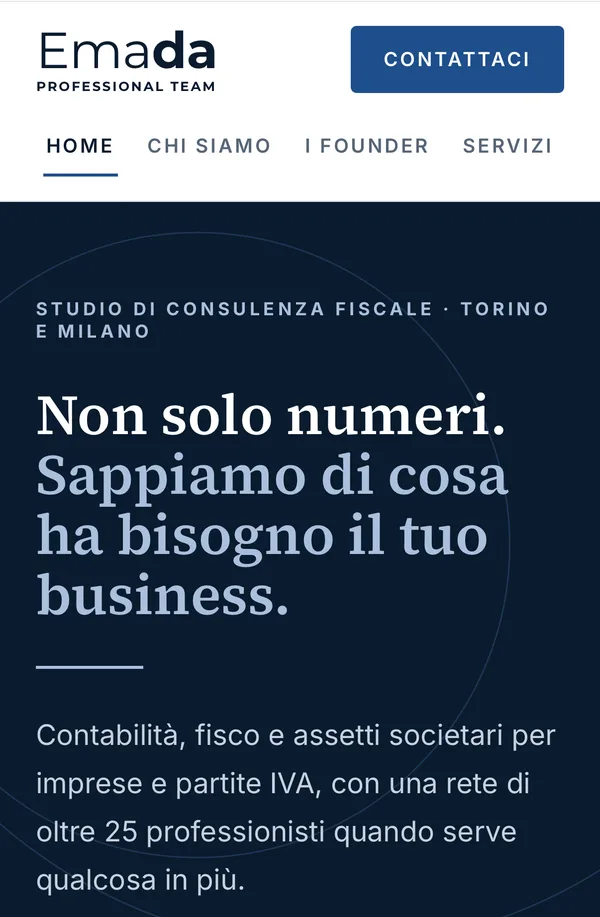 Emada
PROFESSIONAL TEAM
CONTATTACI
HOME CHI SIAMO I FOUNDER SERVIZI
STUDIO DI CONSULENZA FISCALE · TORINO
E MILANO
Non solo numeri.
Sappiamo di cosa
ha bisogno il tuo
business.
Contabilità, fisco e assetti societari per
imprese e partite IVA, con una rete di
oltre 25 professionisti quando serve
qualcosa in più.